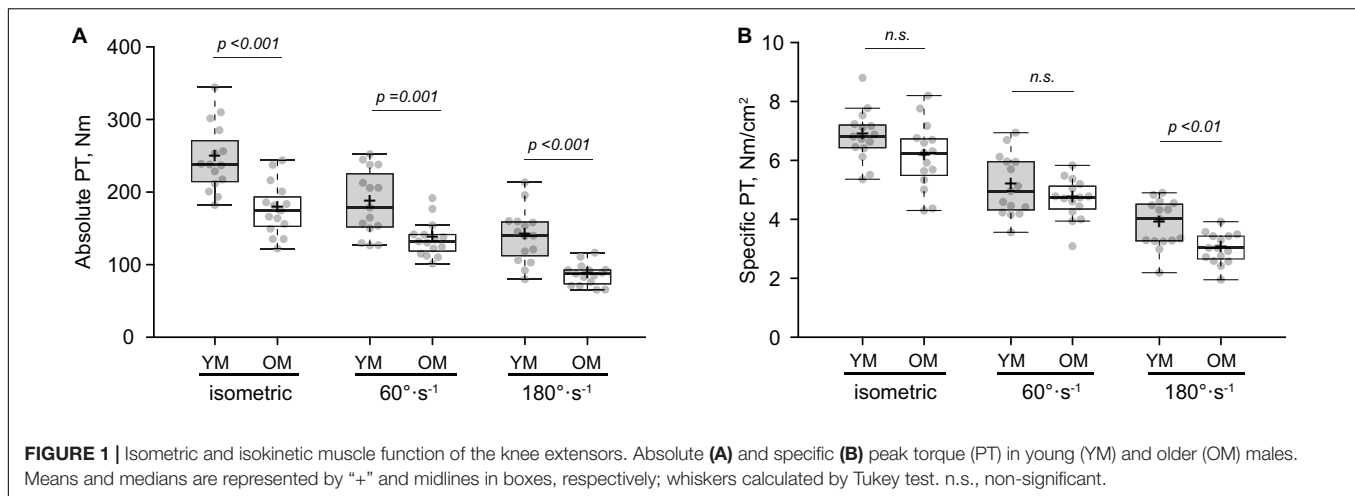 A
B
400
300
200
100
0
Absolute PT, Nm
p <0.001
p =0.001
p <0.001
YM OM YM OM YM OM
isometric 60°·s⁻¹ 180°·s⁻¹
10
8
6
4
2
0
Specific PT, Nm/cm²
n.s.
n.s.
p <0.01
YM OM YM OM YM OM
isometric 60°·s⁻¹ 180°·s⁻¹
FIGURE 1 | Isometric and isokinetic muscle function of the knee extensors. Absolute (A) and specific (B) peak torque (PT) in young (YM) and older (OM) males.
Means and medians are represented by “+” and midlines in boxes, respectively; whiskers calculated by Tukey test. n.s., non-significant.